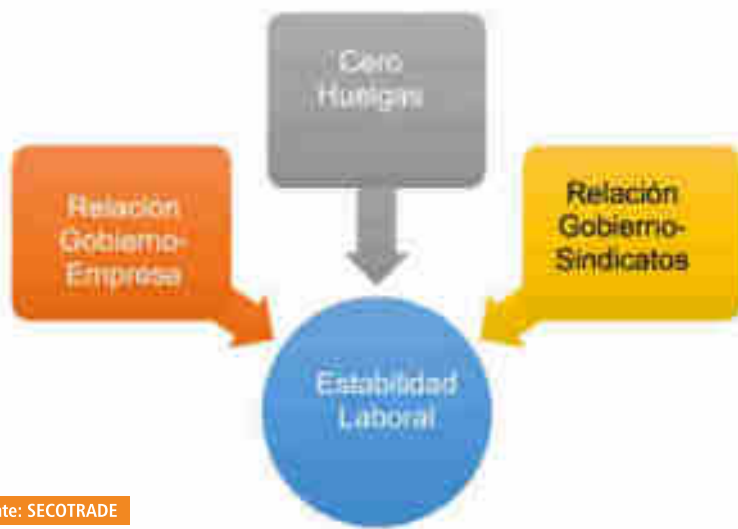 Cero
Huelgas
Relación
Gobierno-
Empresa
Relación
Gobierno-
Sindicatos
Estabilidad
Laboral
nte: SECOTRADE